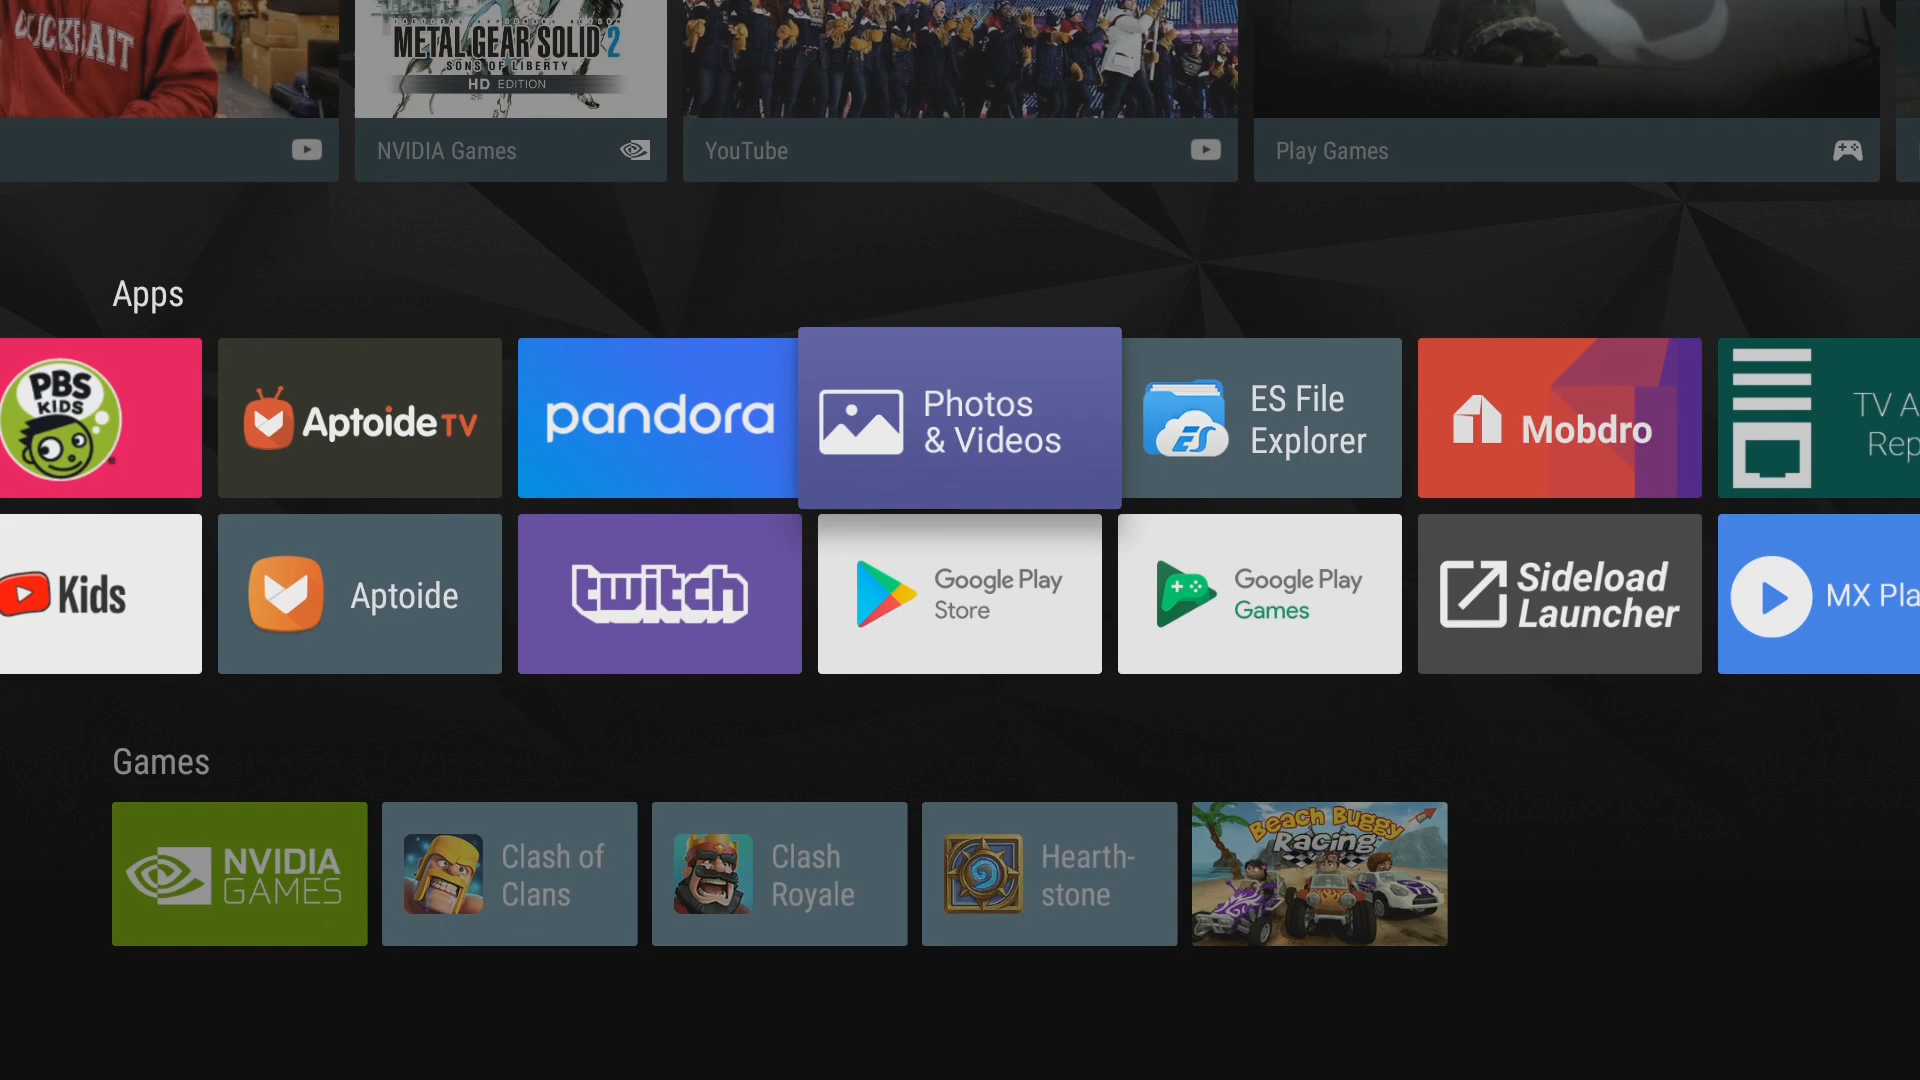 METAL GEAR SOLID 2
SONS OF LIBERTY
HD EDITION
NVIDIA Games
YouTube
Play Games
Apps
PBS
KIDS
AptoideTV
pandora
Photos
& Videos
ES File
Explorer
ES
Mobdro
TV A
Rep
Kids
Aptoide
twitch
Google Play
Store
Google Play
Games
Sideload
Launcher
MX Pla
Games
NVIDIA
GAMES
Clash of
Clans
Clash
Royale
Hearth-
stone
Beach Buggy
Racing